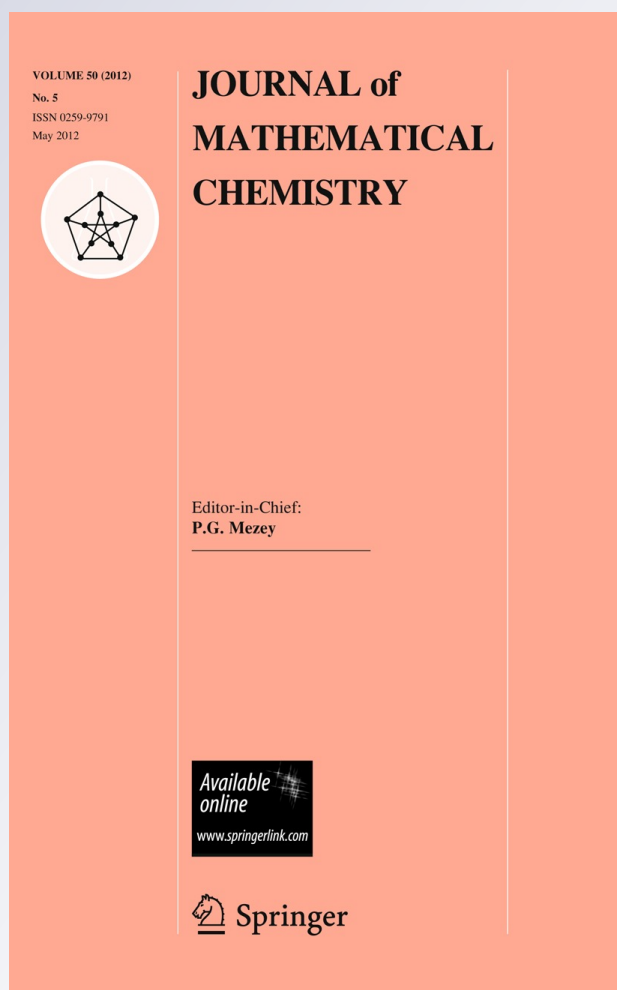 VOLUME 50 (2012)
No. 5
ISSN 0259-9791
May 2012
JOURNAL of
MATHEMATICAL
CHEMISTRY
Editor-in-Chief:
P.G. Mezey
Available
online
www.springerlink.com
Springer